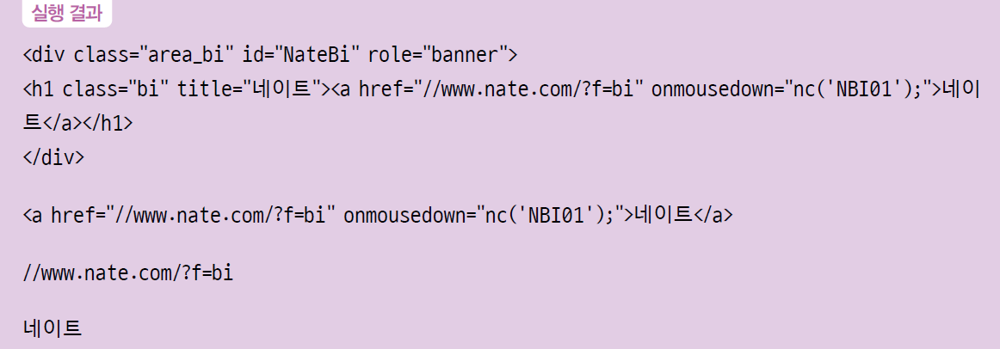 실행 결과
<div class="area_bi" id="NateBi" role="banner">
<h1 class="bi" title="네이트"><a href="//www.nate.com/?f=bi" onmousedown="nc('NBI01');">네이
트</a></h1>
</div>
<a href="//www.nate.com/?f=bi" onmousedown="nc('NBI01');">네이트</a>
//www.nate.com/?f=bi
네이트